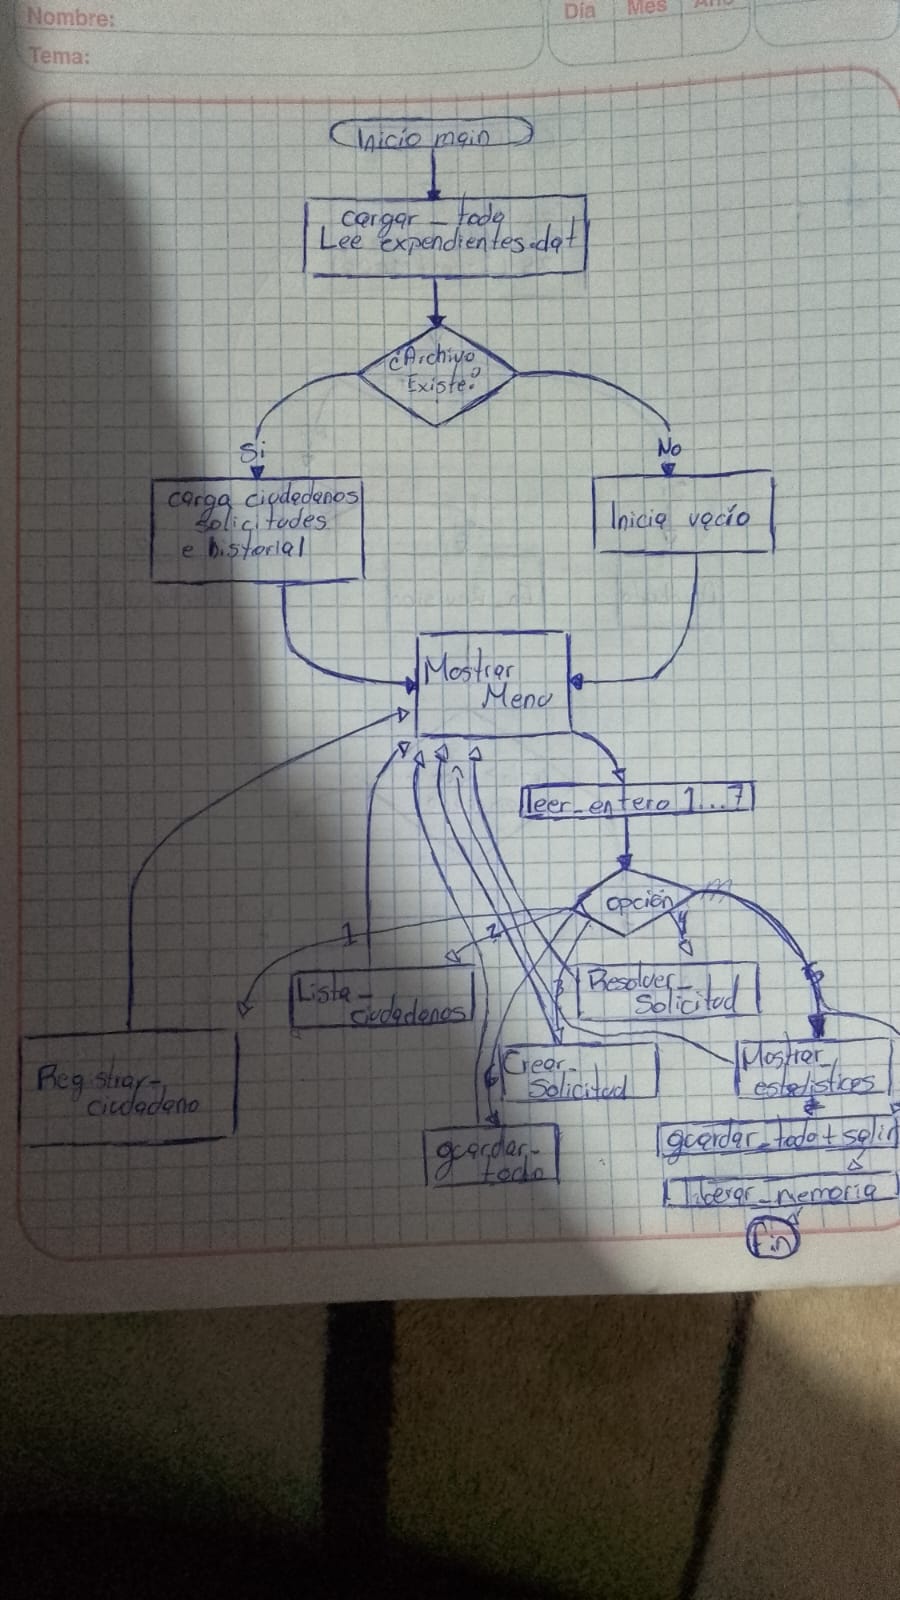 Nombre:
Día Mes Año
Tema:
Inicio main
cargar_todo
Lee expendientes.dat
¿Archivo
Existe?
Si
No
carga ciudadanos
solicitudes
e historial
Inicia vacío
Mostrar
Menu
leer_entero 1...7
opción
1
2
3
4
5
6
Lista_
ciudadanos
Resolver_
Solicitud
Registrar_
ciudadano
Crear_
Solicitud
Mostrar_
estadisticas
guardar_
todo
guardar_todo + salir
liberar_memoria
Fin